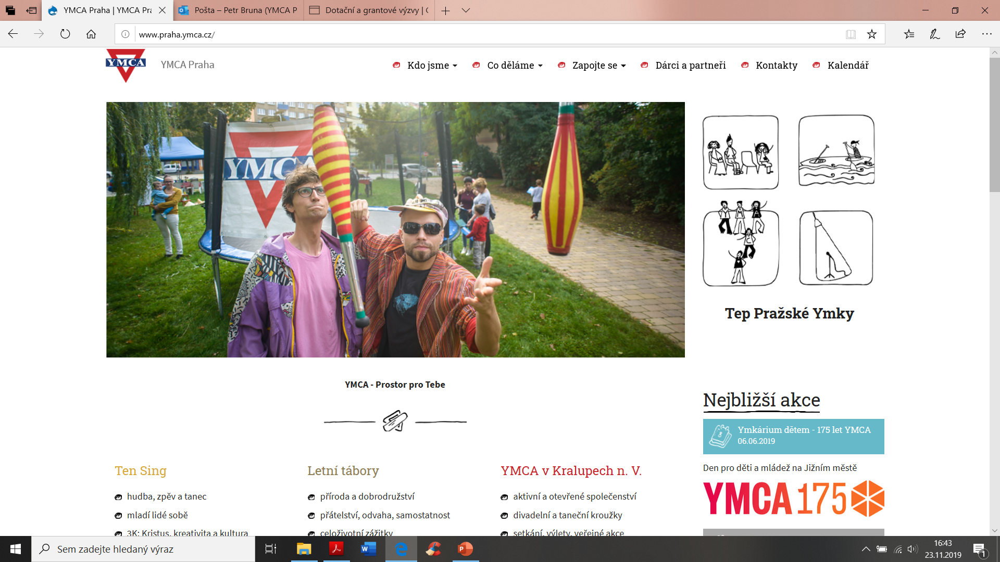 YMCA Praha | YMCA Pra
Pošta – Petr Bruna (YMCA P
Dotační a grantové výzvy |
www.praha.ymca.cz/
YMCA
YMCA Praha
Kdo jsme
Co děláme
Zapojte se
Dárci a partneři
Kontakty
Kalendář
YMCA
Y M A
C
A
Tep Pražské Ymky
YMCA - Prostor pro Tebe
Nejbližší akce
Ymkárium dětem - 175 let YMCA
06.06.2019
Den pro děti a mládež na Jižním městě
YMCA 175
Ten Sing
hudba, zpěv a tanec
mladí lidé sobě
3K: Kristus, kreativita a kultura
Letní tábory
příroda a dobrodružství
přátelství, odvaha, samostatnost
celoživotní zážitky
YMCA v Kralupech n. V.
aktivní a otevřené společenství
divadelní a taneční kroužky
setkání, výlety, veřejné akce
Sem zadejte hledaný výraz
16:43
23.11.2019
1